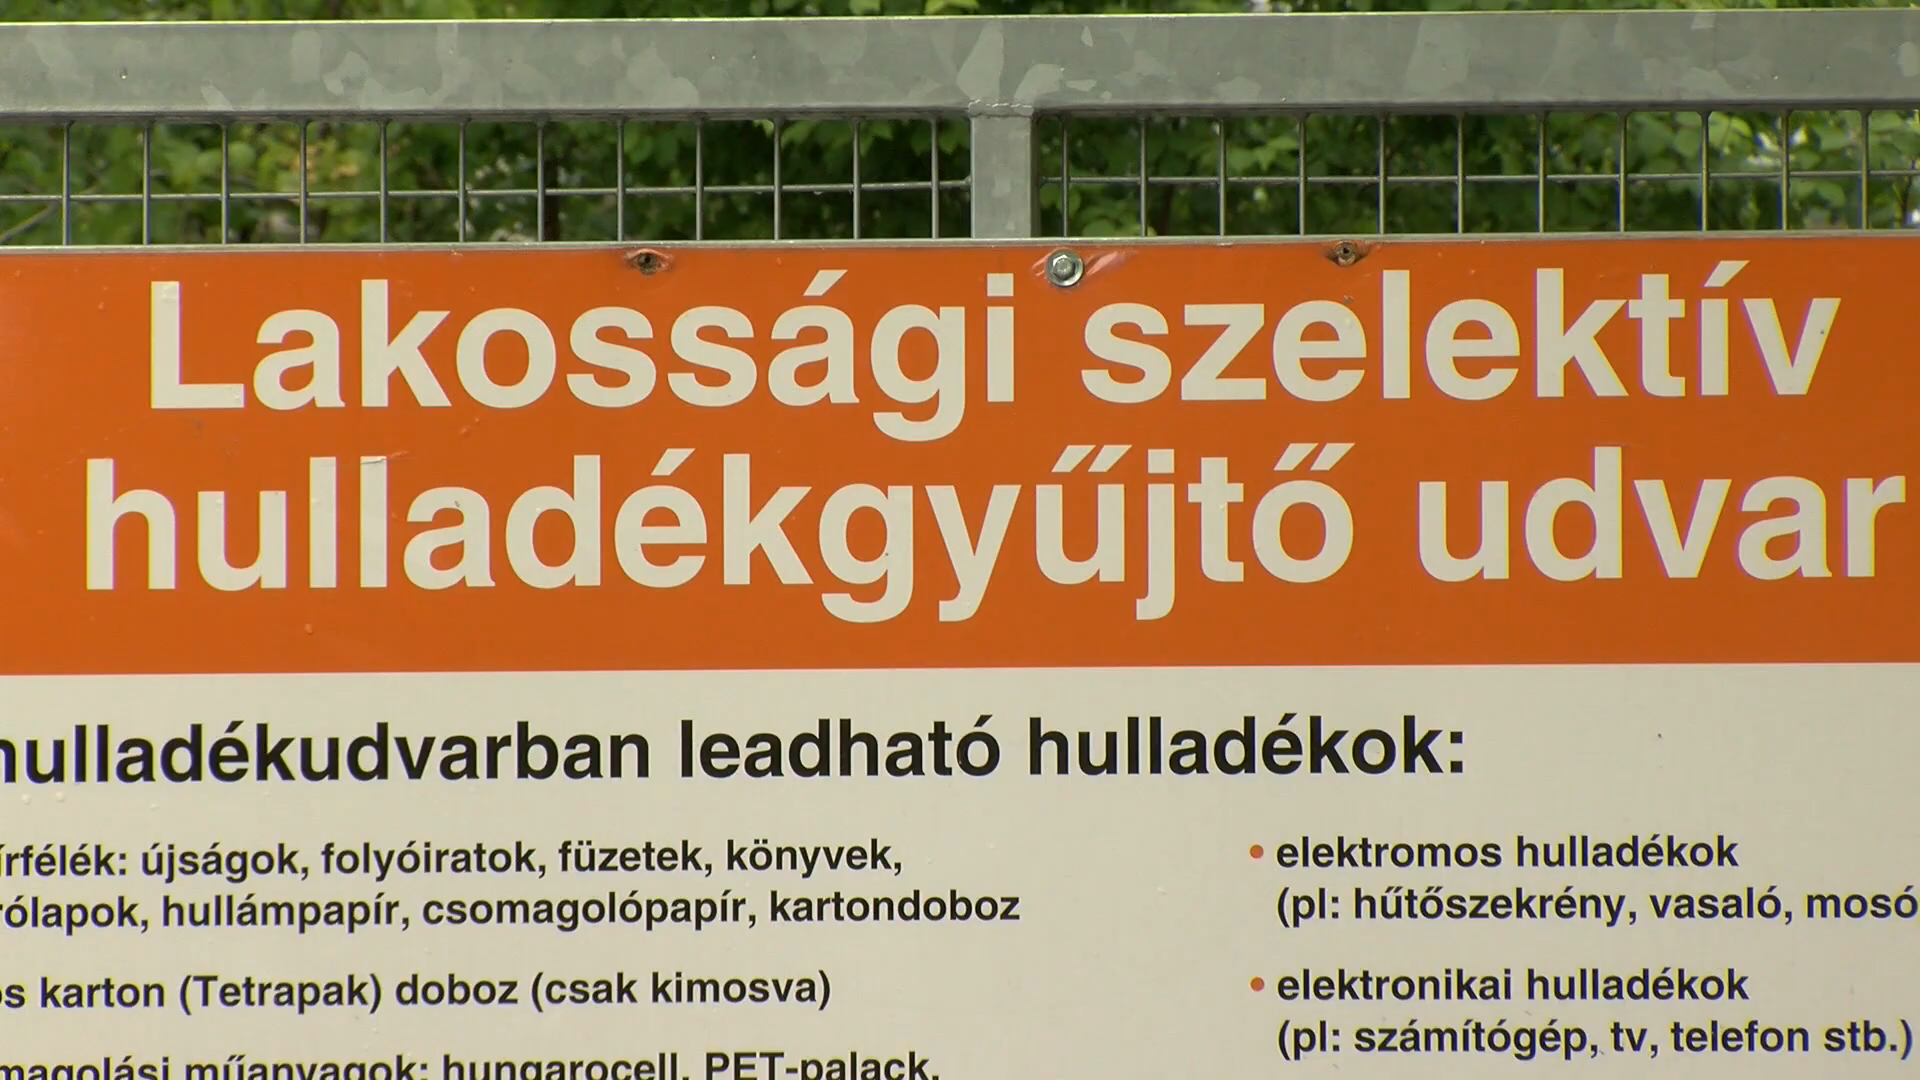 Lakossági szelektív
hulladékgyűjtő udvar
hulladékudvarban leadható hulladékok:
írfélék: újságok, folyóiratok, füzetek, könyvek,
rólapok, hullámpapír, csomagolópapír, kartondoboz
os karton (Tetrapak) doboz (csak kimosva)
magolási műanyagok: hungarocell, PET-palack,
• elektromos hulladékok
(pl: hűtőszekrény, vasaló, mosó
• elektronikai hulladékok
(pl: számítógép, tv, telefon stb.)